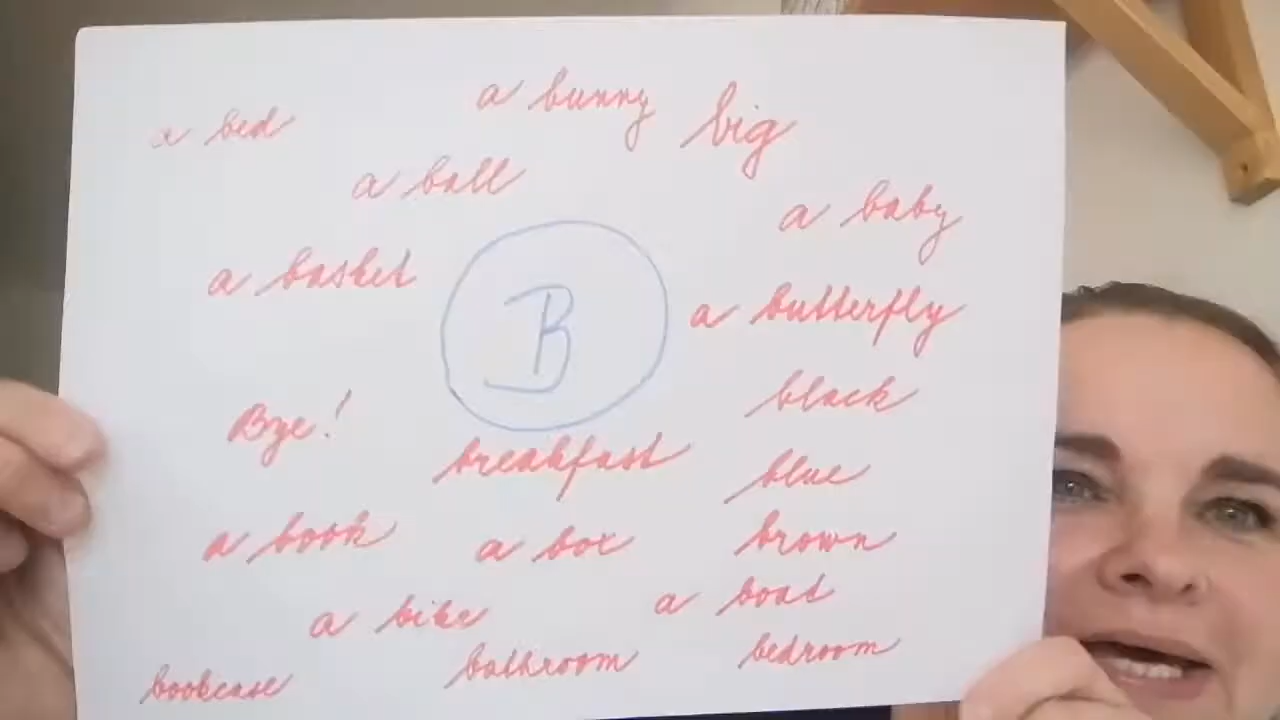 a bunny
a bed
big
a ball
a baby
a basket
B
a butterfly
black
Bye!
breakfast
blue
a book
a box
brown
a bike
a boat
bookcase
bathroom
bedroom